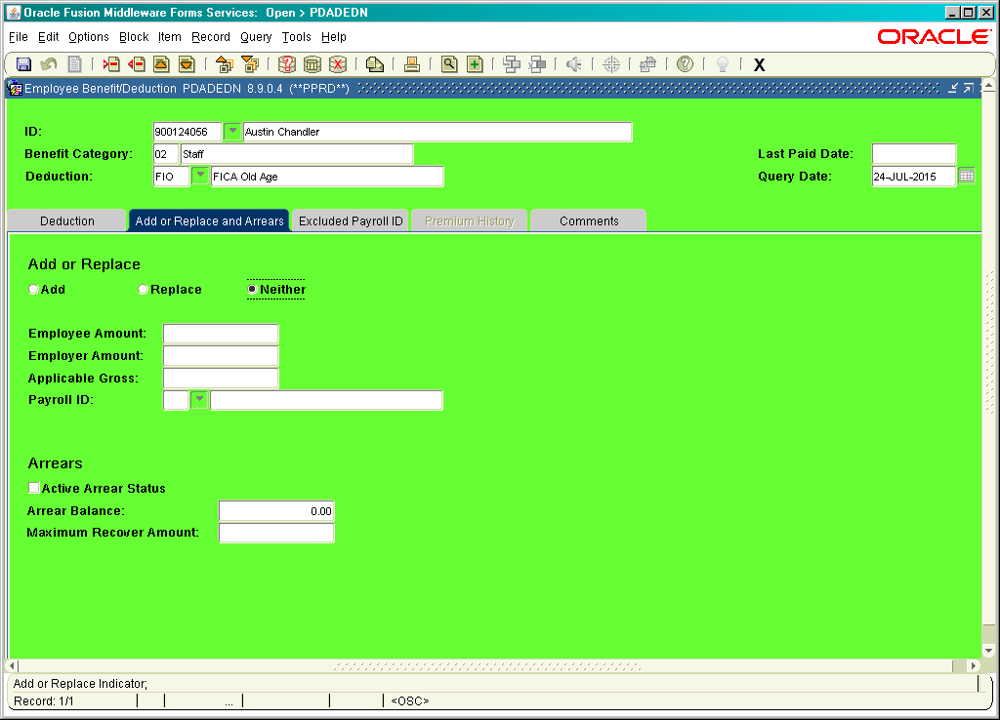 Oracle Fusion Middleware Forms Services: Open > PDADEDN
File Edit Options Block Item Record Query Tools Help
ORACLE
X
Employee Benefit/Deduction PDADEDN 8.9.0.4 (**PPRD**)
ID: 900124056 Austin Chandler
Benefit Category: 02 Staff Last Paid Date:
Deduction: FIO FICA Old Age Query Date: 24-JUL-2015
Deduction Add or Replace and Arrears Excluded Payroll ID Premium History Comments
Add or Replace
Add Replace Neither
Employee Amount:
Employer Amount:
Applicable Gross:
Payroll ID:
Arrears
Active Arrear Status
Arrear Balance: 0.00
Maximum Recover Amount:
Add or Replace Indicator;
Record: 1/1 ... <OSC>